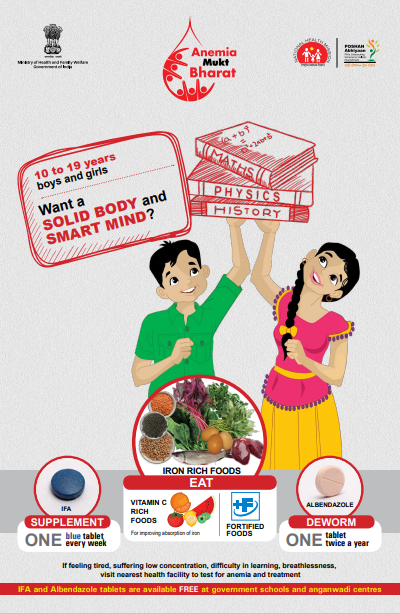 Ministry of Health and Family Welfare
Government of India
Anemia
Mukt
Bharat
NATIONAL HEALTH MISSION
POSHAN
Abhiyaan
10 to 19 years
boys and girls
Want a
SOLID BODY and
SMART MIND?
MATHS
PHYSICS
HISTORY
IRON RICH FOODS
EAT
VITAMIN C
RICH
FOODS
For improving absorption of iron
+F
FORTIFIED
FOODS
IFA
SUPPLEMENT
ONE blue tablet
every week
ALBENDAZOLE
DEWORM
ONE tablet
twice a year
If feeling tired, suffering low concentration, difficulty in learning, breathlessness,
visit nearest health facility to test for anemia and treatment
IFA and Albendazole tablets are available FREE at government schools and anganwadi centres